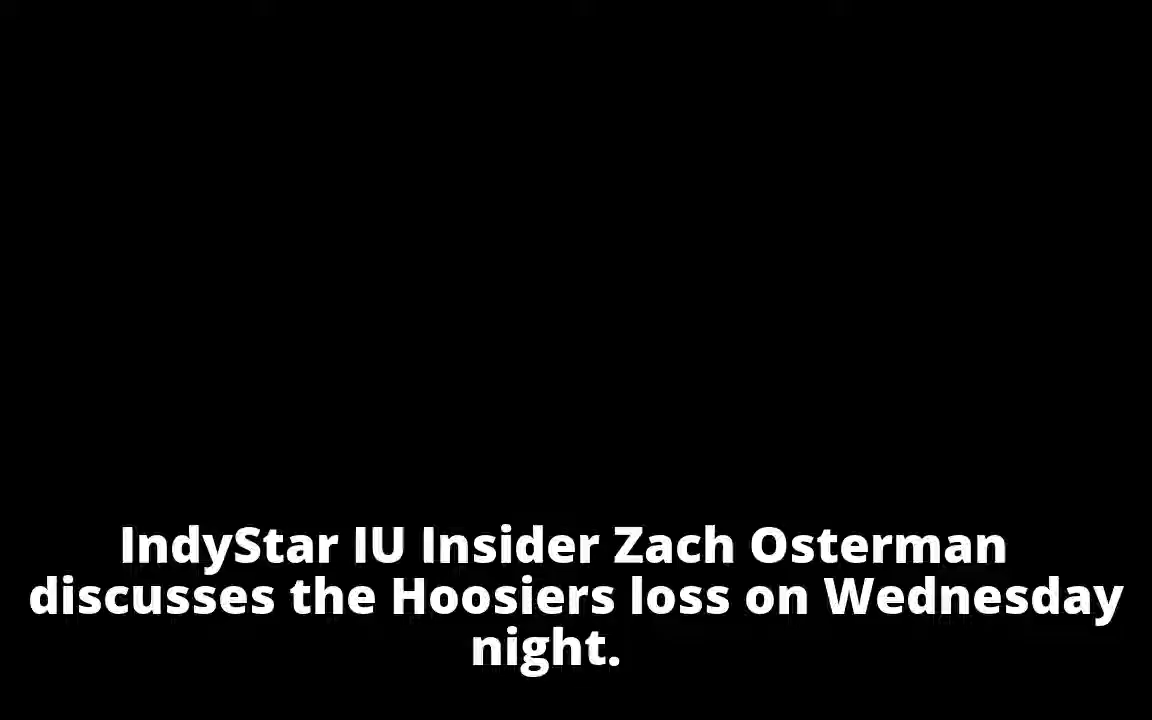 IndyStar IU Insider Zach Osterman
discusses the Hoosiers loss on Wednesday
night.